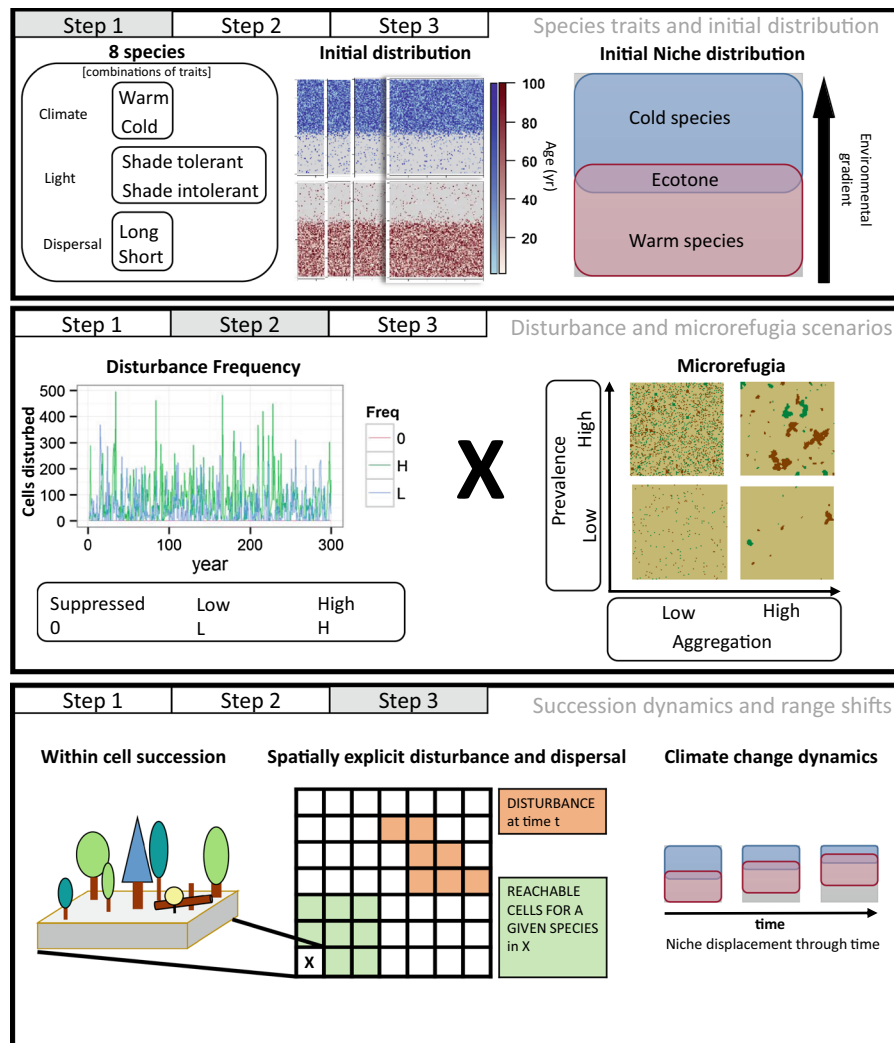 Step 1
Step 2
Step 3
Species traits and initial distribution
8 species
[combinations of traits]
Climate
Warm
Cold
Light
Shade tolerant
Shade intolerant
Dispersal
Long
Short
Initial distribution
100
80
60
40
20
Age (yr)
Initial Niche distribution
Cold species
Ecotone
Warm species
Environmental
gradient
Step 1
Step 2
Step 3
Disturbance and microrefugia scenarios
Disturbance Frequency
Cells disturbed
500
400
300
200
100
0
0
100
200
300
year
Freq
0
H
L
Suppressed
Low
High
0
L
H
X
Microrefugia
Prevalence
High
Low
Low
High
Aggregation
Step 1
Step 2
Step 3
Succession dynamics and range shifts
Within cell succession
Spatially explicit disturbance and dispersal
X
DISTURBANCE
at time t
REACHABLE
CELLS FOR A
GIVEN SPECIES
in X
Climate change dynamics
time
Niche displacement through time